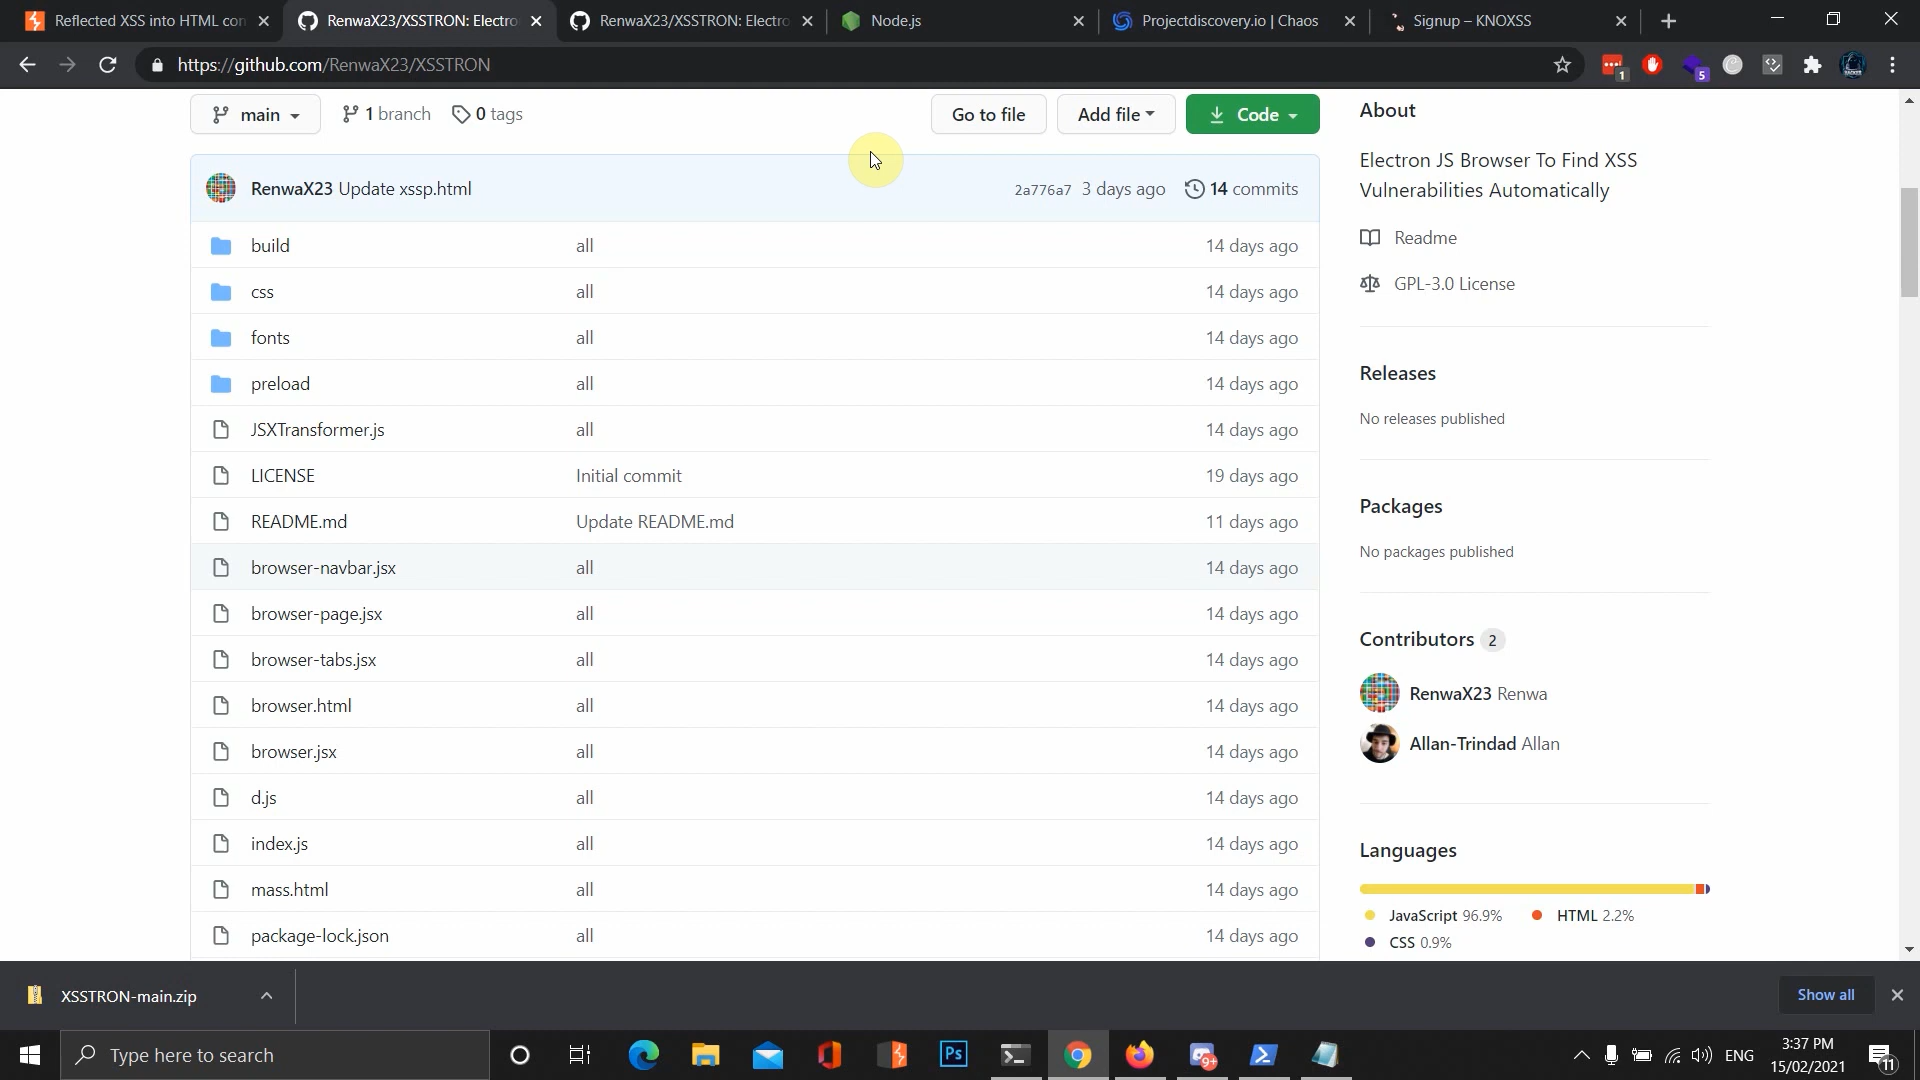 Reflected XSS into HTML con
RenwaX23/XSSTRON: Electro
RenwaX23/XSSTRON: Electro
Node.js
Projectdiscovery.io | Chaos
Signup – KNOXSS
https://github.com/RenwaX23/XSSTRON
1
5
main
1 branch
0 tags
Go to file
Add file
Code
RenwaX23 Update xssp.html
2a776a7 3 days ago
14 commits
build all 14 days ago
css all 14 days ago
fonts all 14 days ago
preload all 14 days ago
JSXTransformer.js all 14 days ago
LICENSE Initial commit 19 days ago
README.md Update README.md 11 days ago
browser-navbar.jsx all 14 days ago
browser-page.jsx all 14 days ago
browser-tabs.jsx all 14 days ago
browser.html all 14 days ago
browser.jsx all 14 days ago
d.js all 14 days ago
index.js all 14 days ago
mass.html all 14 days ago
package-lock.json all 14 days ago
About
Electron JS Browser To Find XSS
Vulnerabilities Automatically
Readme
GPL-3.0 License
Releases
No releases published
Packages
No packages published
Contributors 2
RenwaX23 Renwa
Allan-Trindad Allan
Languages
JavaScript 96.9%
HTML 2.2%
CSS 0.9%
XSSTRON-main.zip
Show all
Type here to search
Ps
9+
ENG
3:37 PM
15/02/2021
11